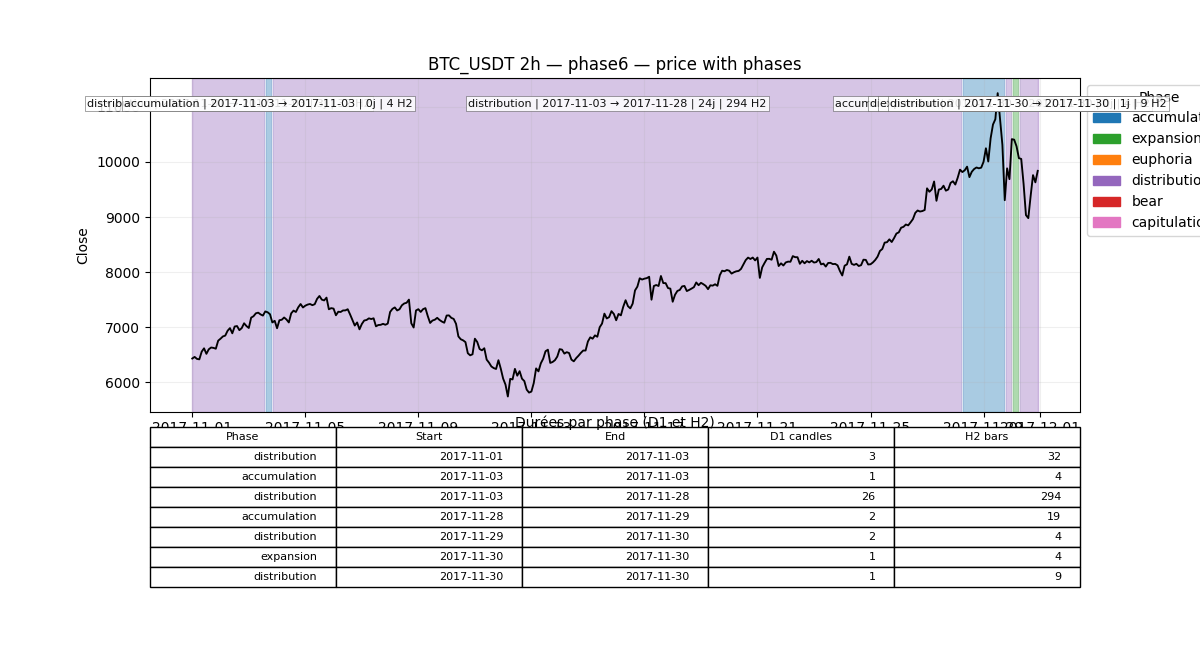 BTC_USDT 2h — phase6 — price with phases
distrib
accumulation | 2017-11-03 → 2017-11-03 | 0j | 4 H2
distribution | 2017-11-03 → 2017-11-28 | 24j | 294 H2
accum
die
distribution | 2017-11-30 → 2017-11-30 | 1j | 9 H2
Phase
accumulat
expansion
euphoria
distributio
bear
capitulatio
10000
9000
8000
7000
6000
Close
2017-11-01
2017-11-05
2017-11-09
2017-11-21
2017-11-25
Durées par phase (D1 et H2)
Phase Start End D1 candles H2 bars
distribution 2017-11-01 2017-11-03 3 32
accumulation 2017-11-03 2017-11-03 1 4
distribution 2017-11-03 2017-11-28 26 294
accumulation 2017-11-28 2017-11-29 2 19
distribution 2017-11-29 2017-11-30 2 4
expansion 2017-11-30 2017-11-30 1 4
distribution 2017-11-30 2017-11-30 1 9